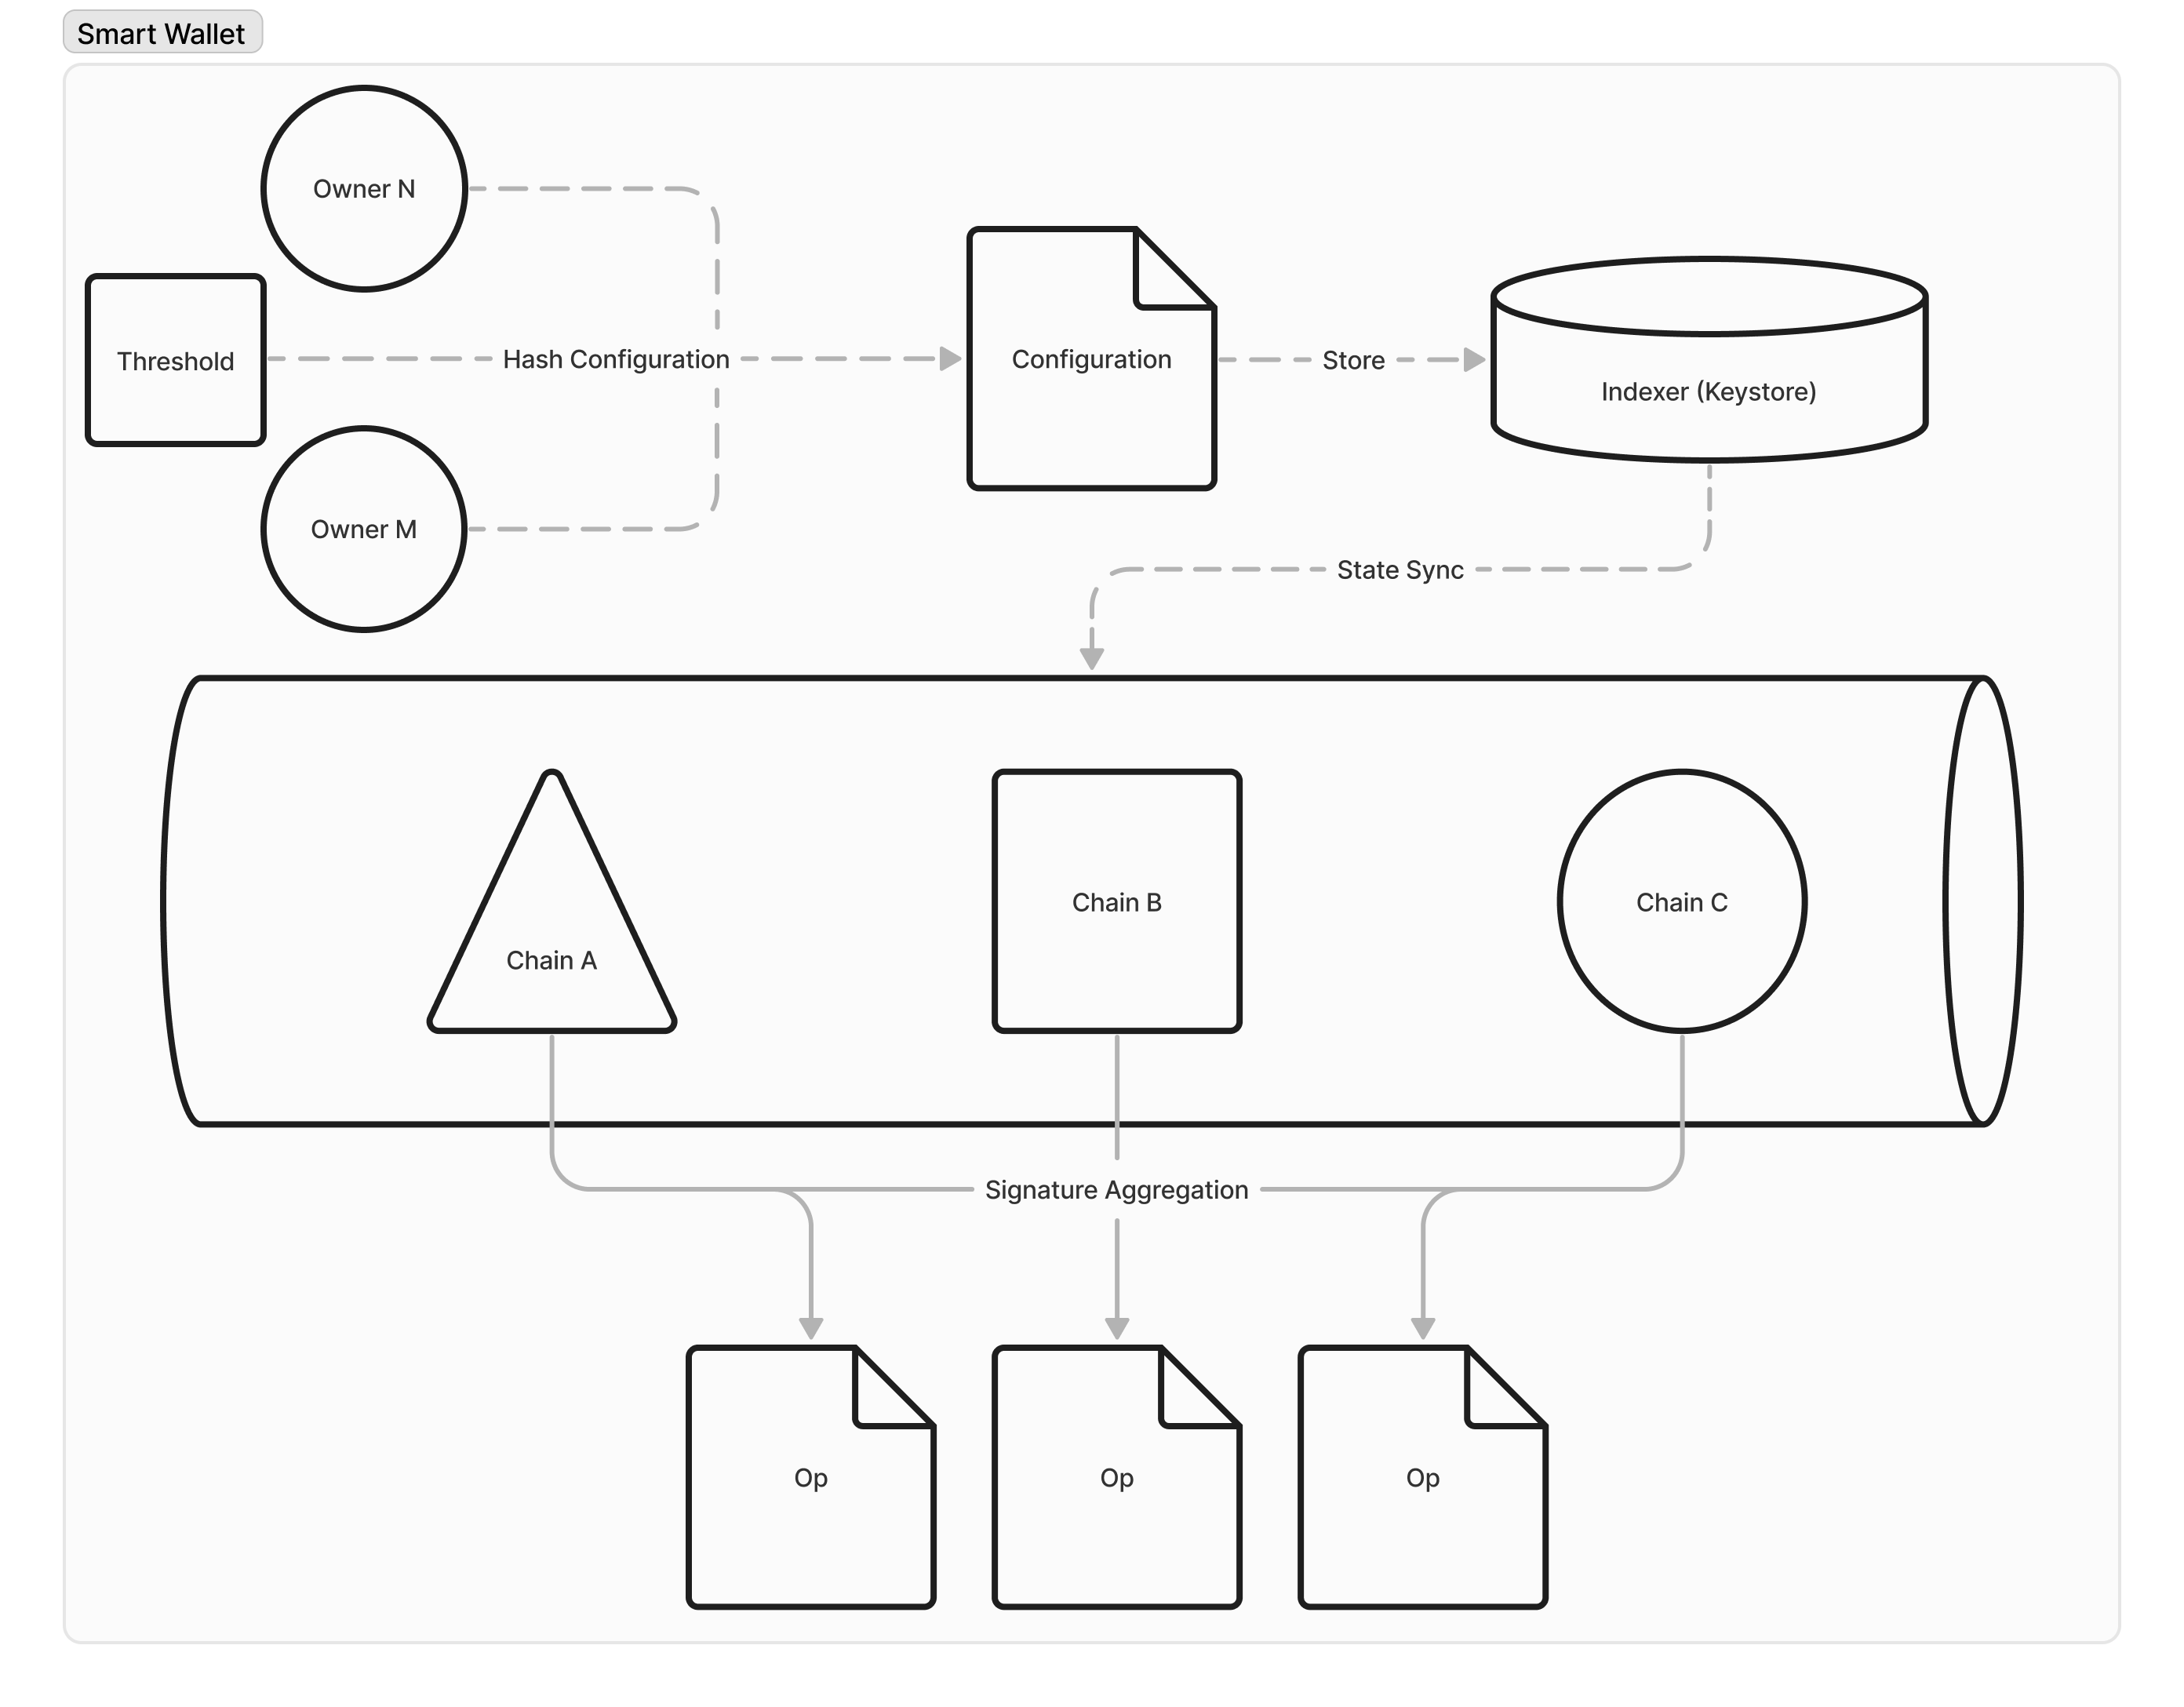 Smart Wallet
Owner N
Threshold
Hash Configuration
Configuration
Store
Indexer (Keystore)
Owner M
State Sync
Chain A
Chain B
Chain C
Signature Aggregation
Op
Op
Op